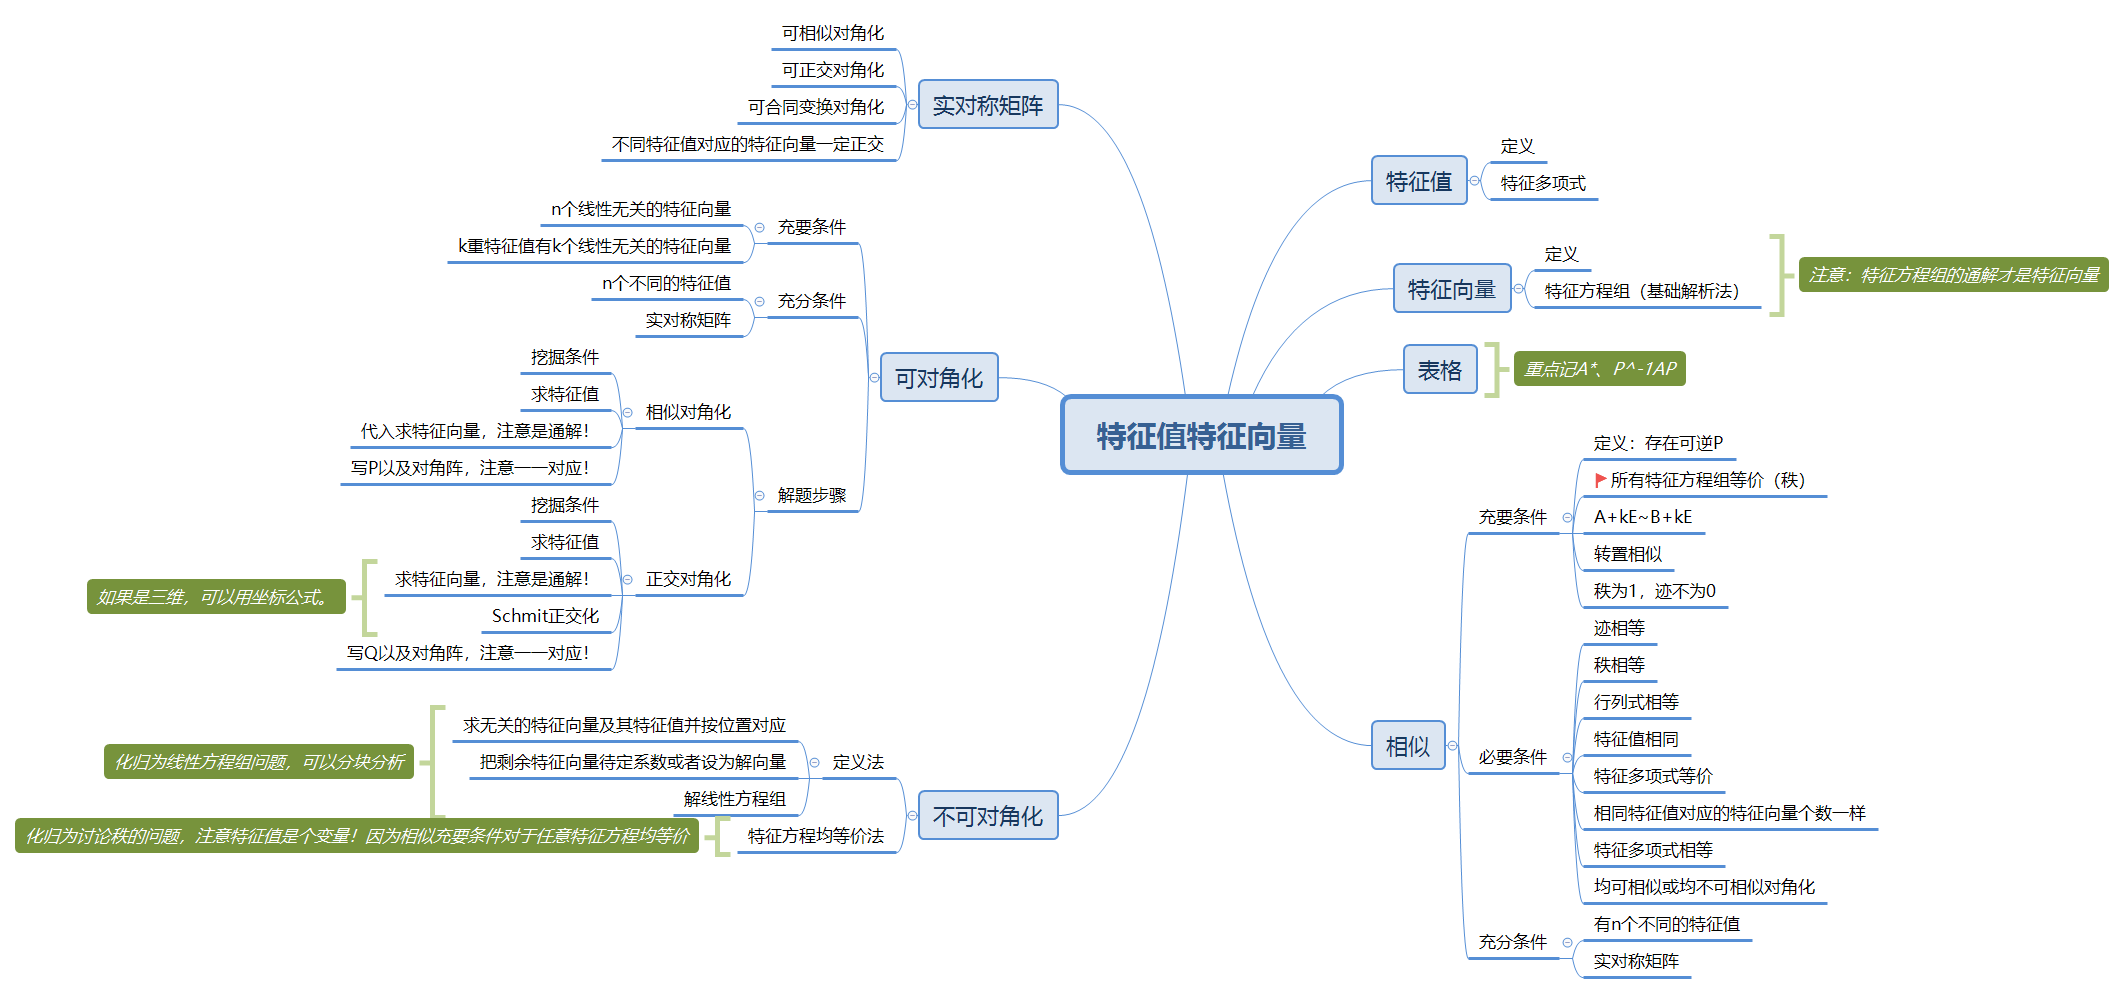 特征值特征向量
实对称矩阵
可相似对角化
可正交对角化
可合同变换对角化
不同特征值对应的特征向量一定正交
可对角化
充要条件
n个线性无关的特征向量
k重特征值有k个线性无关的特征向量
充分条件
n个不同的特征值
实对称矩阵
解题步骤
相似对角化
挖掘条件
求特征值
代入求特征向量，注意是通解！
写P以及对角阵，注意一一对应！
正交对角化
挖掘条件
求特征值
求特征向量，注意是通解！
Schmit正交化
写Q以及对角阵，注意一一对应！
如果是三维，可以用坐标公式。
不可对角化
定义法
求无关的特征向量及其特征值并按位置对应
把剩余特征向量待定系数或者设为解向量
解线性方程组
化归为线性方程组问题，可以分块分析
特征方程均等价法
化归为讨论秩的问题，注意特征值是个变量！因为相似充要条件对于任意特征方程均等价
特征值
定义
特征多项式
特征向量
定义
特征方程组（基础解析法）
注意：特征方程组的通解才是特征向量
表格
重点记A*、P^-1AP
相似
充要条件
定义：存在可逆P
所有特征方程组等价（秩）
A+kE~B+kE
转置相似
秩为1，迹不为0
必要条件
迹相等
秩相等
行列式相等
特征值相同
特征多项式等价
相同特征值对应的特征向量个数一样
特征多项式相等
均可相似或均不可相似对角化
充分条件
有n个不同的特征值
实对称矩阵